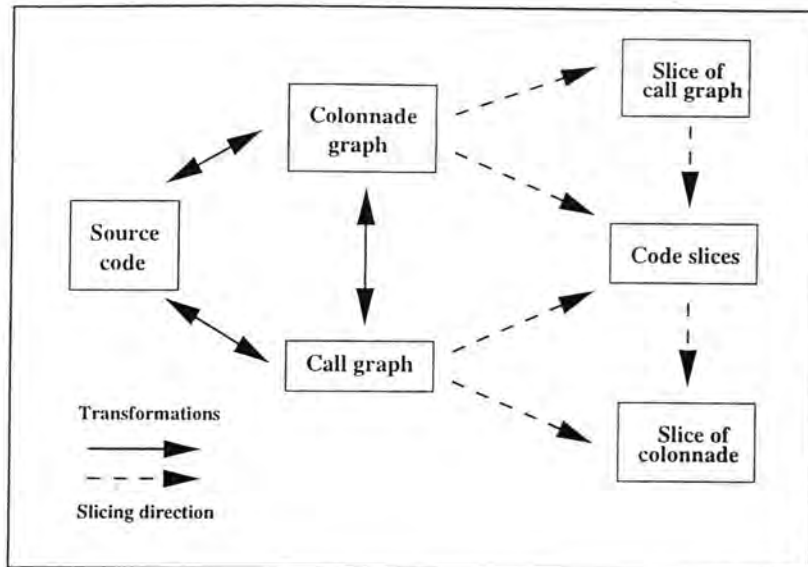 Slice of
call graph
Colonnade
graph
Source
code
Code slices
Call graph
Transformations
Slice of
colonnade
Slicing direction